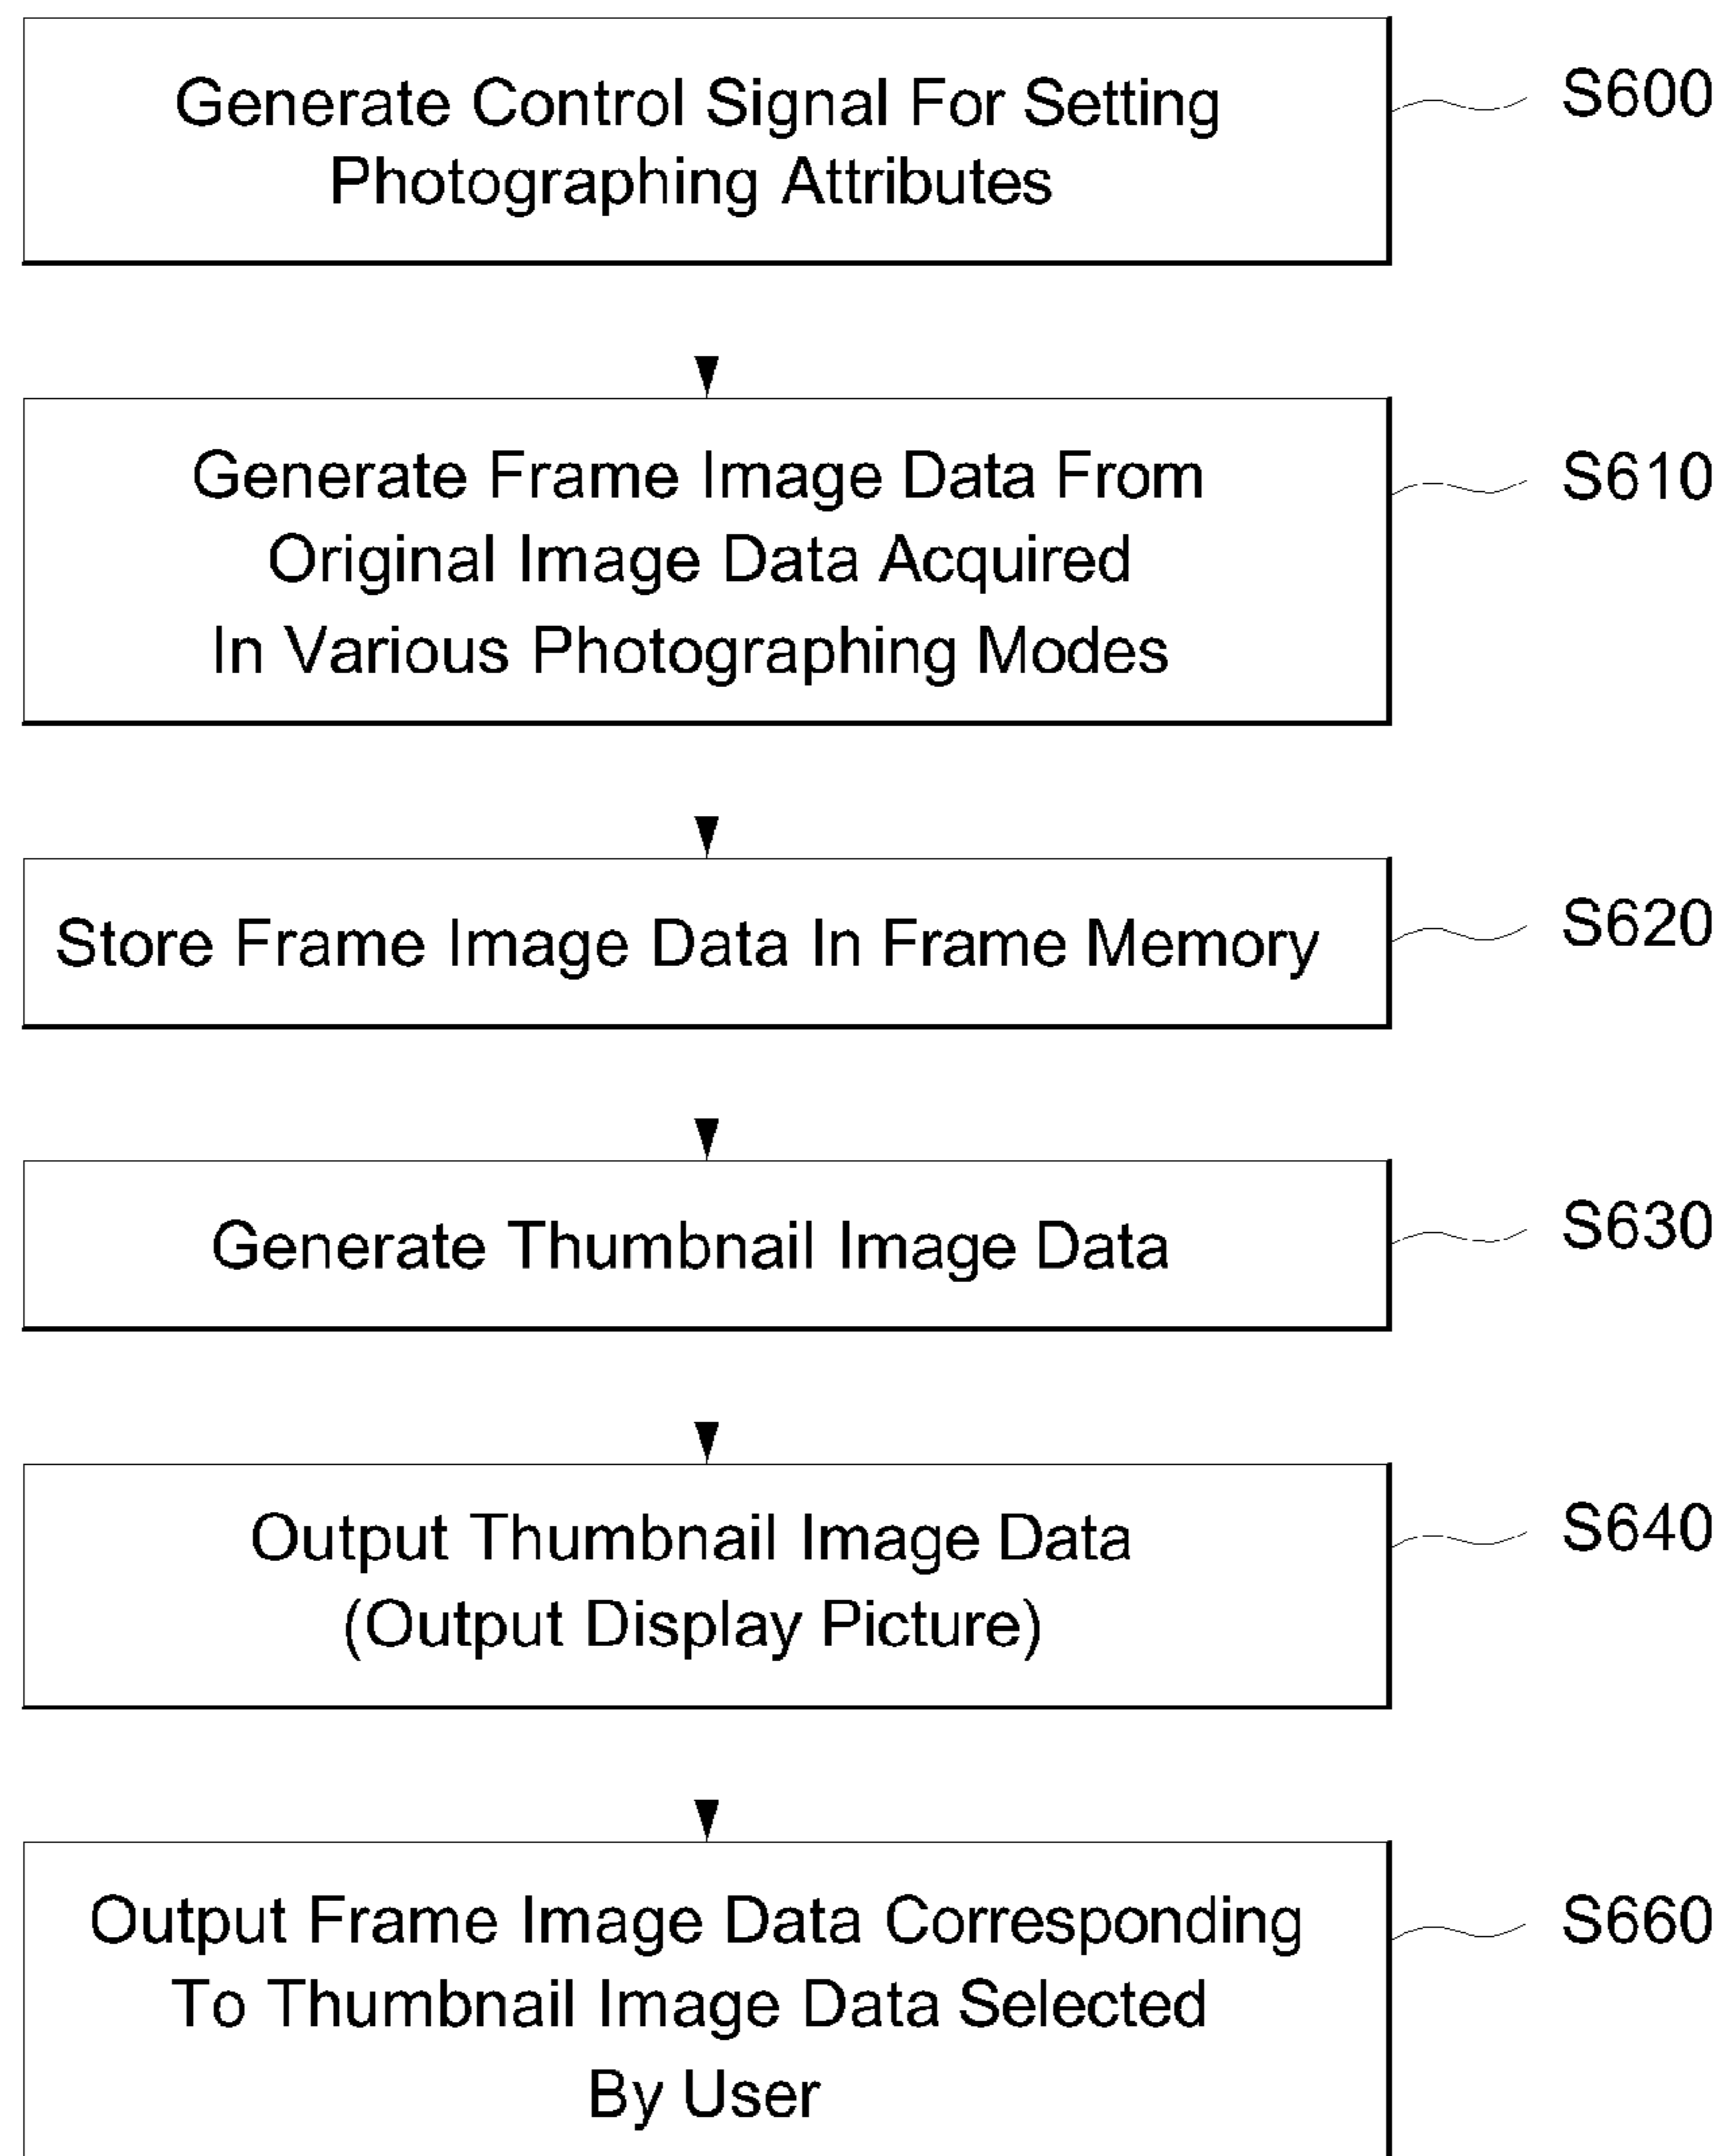 Generate Control Signal For Setting
Photographing Attributes
S600
Generate Frame Image Data From
Original Image Data Acquired
In Various Photographing Modes
S610
Store Frame Image Data In Frame Memory
S620
Generate Thumbnail Image Data
S630
Output Thumbnail Image Data
(Output Display Picture)
S640
Output Frame Image Data Corresponding
To Thumbnail Image Data Selected
By User
S660